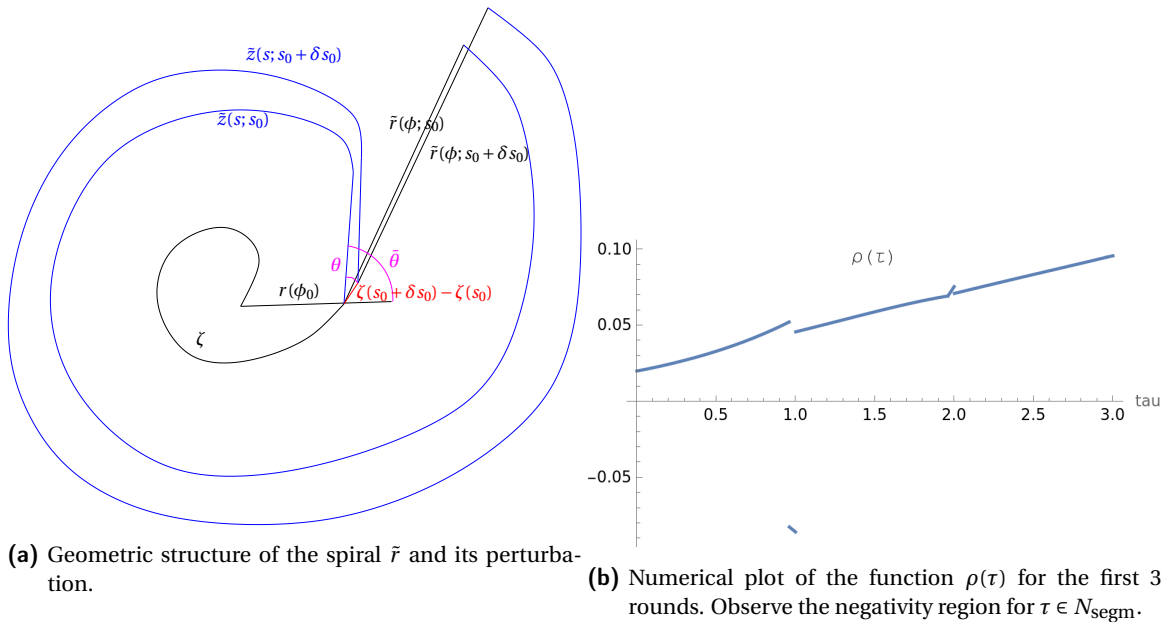 z̃(s; s₀ + δs₀)
z̃(s; s₀)
r̃(ϕ; s₀)
r̃(ϕ; s₀ + δs₀)
θ
θ̄
r(ϕ₀)
ζ(s₀ + δs₀) − ζ(s₀)
ζ
(a) Geometric structure of the spiral r̃ and its perturba-
tion.
0.10
ρ(τ)
0.05
0.5 1.0 1.5 2.0 2.5 3.0 tau
−0.05
(b) Numerical plot of the function ρ(τ) for the first 3
rounds. Observe the negativity region for τ ∈ Nsegm.